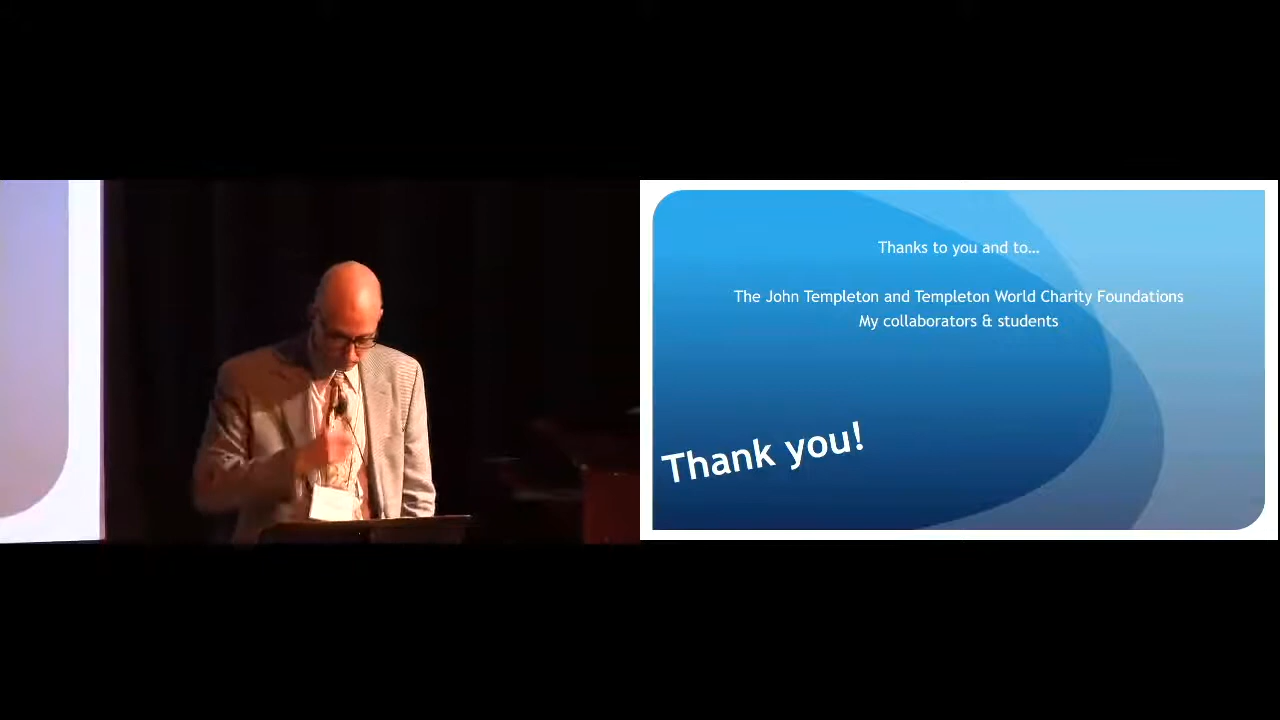 Thanks to you and to…
The John Templeton and Templeton World Charity Foundations
My collaborators & students
Thank you!